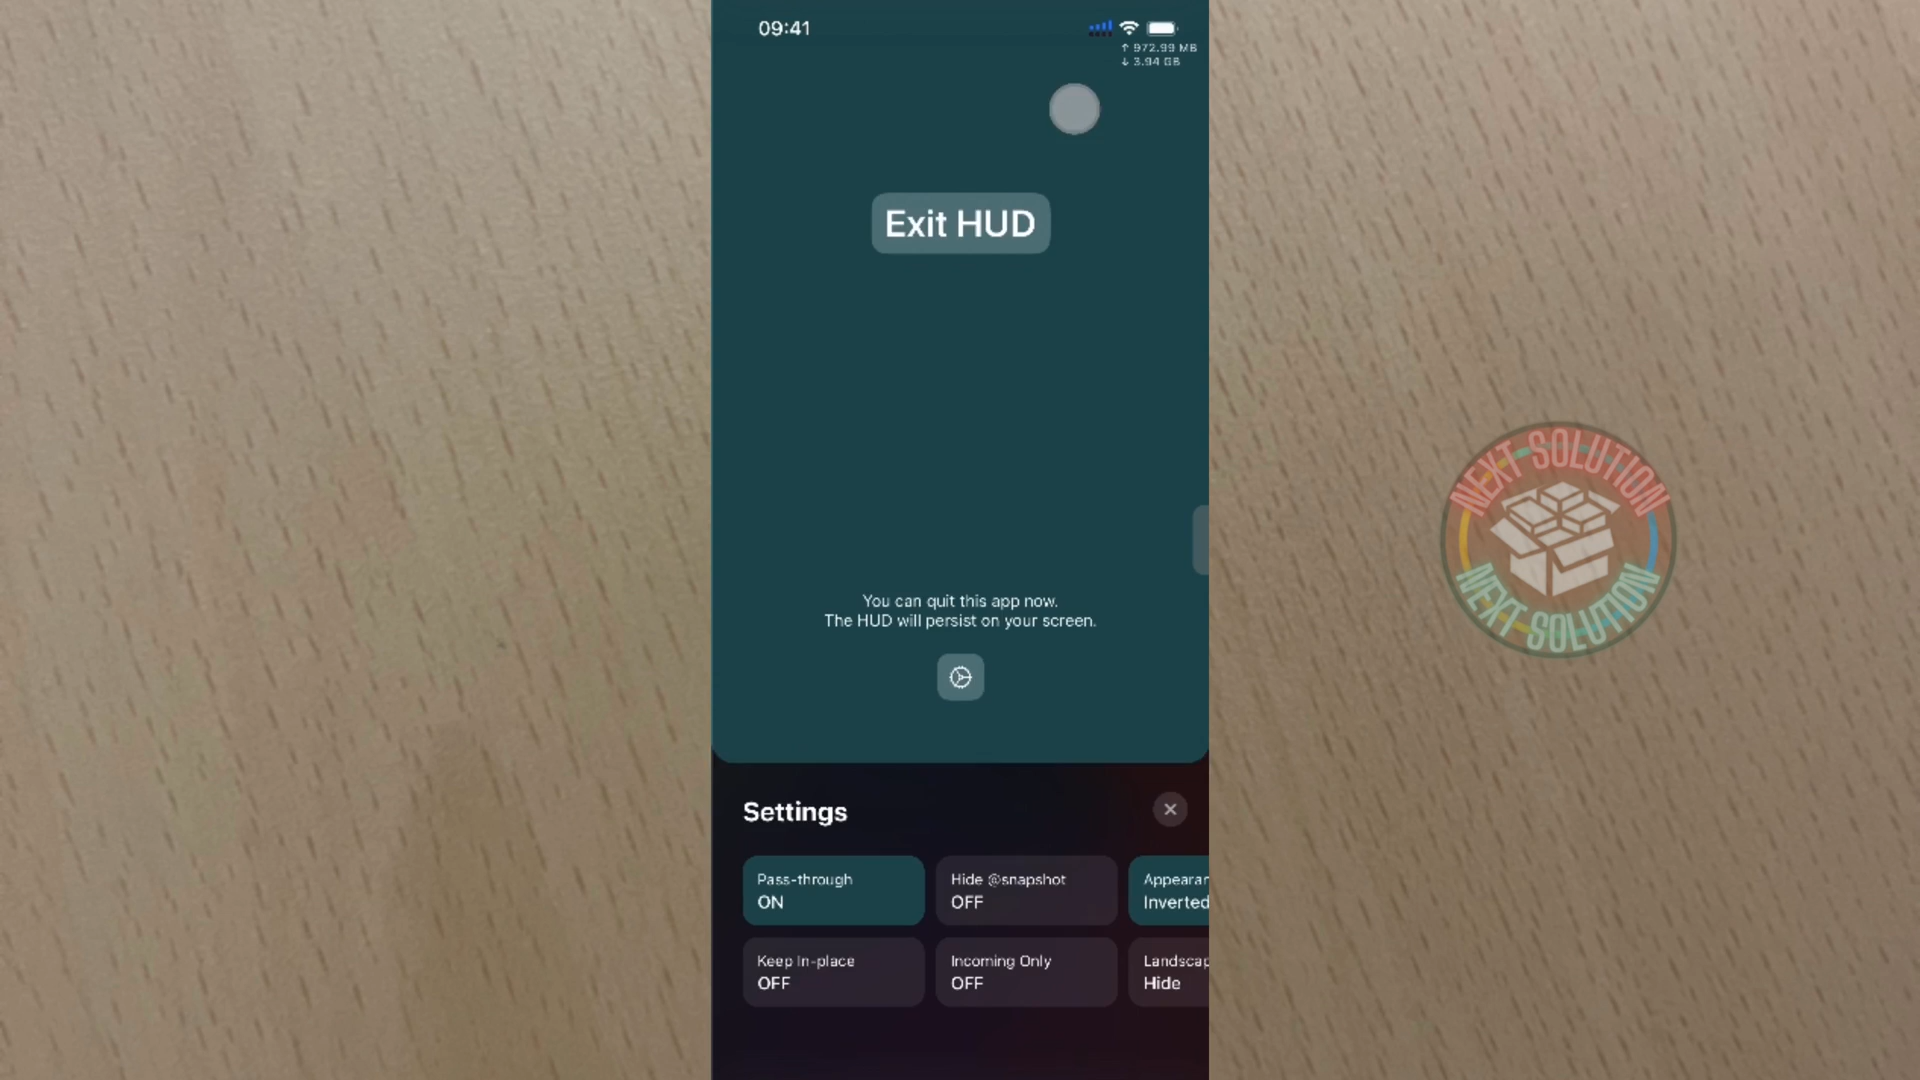 09:41
↑ 972.99 MB
↓ 3.94 GB
Exit HUD
You can quit this app now.
The HUD will persist on your screen.
Settings
Pass-through
ON
Hide @snapshot
OFF
Appearan
Inverted
Keep In-place
OFF
Incoming Only
OFF
Landscap
Hide
NEXT SOLUTION
NEXT SOLUTION